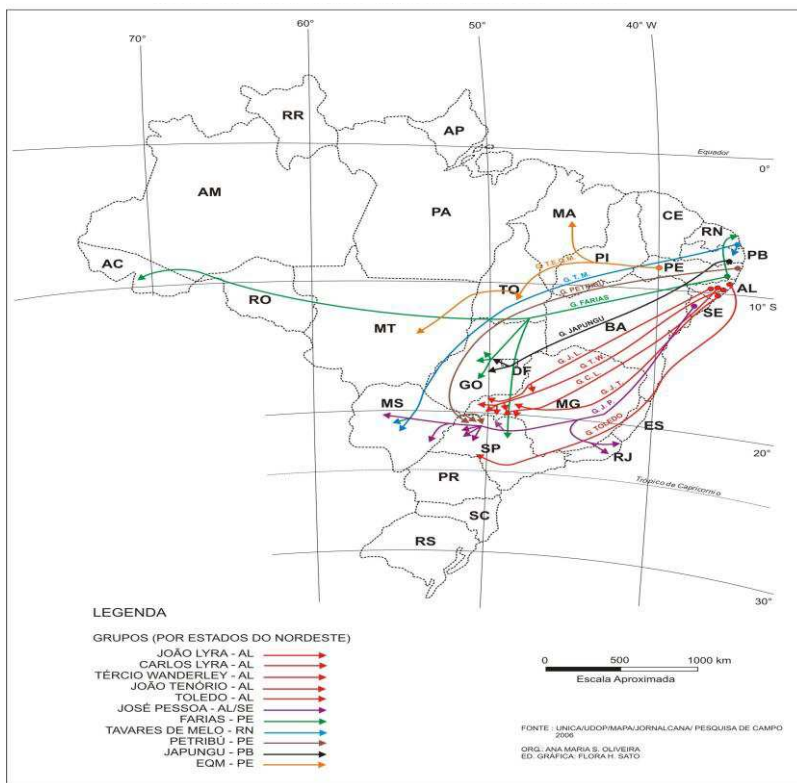 70°
60°
50°
40° W
RR
AP
Equador
0°
AM
PA
MA
CE
RN
PB
PI
PE
AC
G. T. M.
TO
G. PETRIBÚ
AL
10° S
RO
G. FARIAS
SE
MT
BA
G. JAPUNGU
DF
G. J. L.
G. T. W.
GO
G. C. L.
MS
MG
G. J. T.
G. J. P.
ES
G. TOLEDO
20°
SP
RJ
PR
Trópico de Capricórnio
SC
RS
30°
LEGENDA
GRUPOS (POR ESTADOS DO NORDESTE)
JOÃO LYRA - AL
CARLOS LYRA - AL
TÉRCIO WANDERLEY - AL
JOÃO TENÓRIO - AL
TOLEDO - AL
JOSÉ PESSOA - AL/SE
FARIAS - PE
TAVARES DE MELO - RN
PETRIBÚ - PE
JAPUNGU - PB
EQM - PE
0 500 1000 km
Escala Aproximada
FONTE : UNICA/UDOP/MAPA/JORNALCANA/ PESQUISA DE CAMPO
2006
ORG.: ANA MARIA S. OLIVEIRA
ED. GRÁFICA: FLORA H. SATO